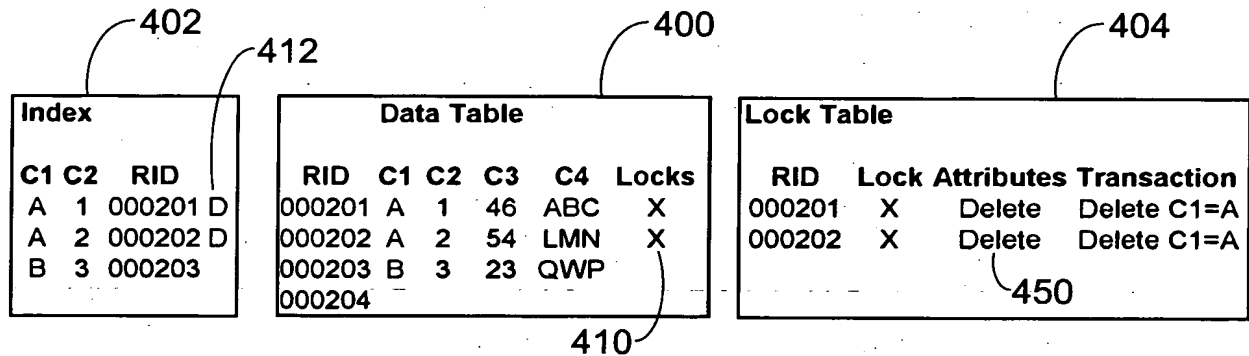 402
412
400
404
Index
C1 C2 RID
A 1 000201 D
A 2 000202 D
B 3 000203
Data Table
RID C1 C2 C3 C4 Locks
000201 A 1 46 ABC X
000202 A 2 54 LMN X
000203 B 3 23 QWP
000204
410
Lock Table
RID Lock Attributes Transaction
000201 X Delete Delete C1=A
000202 X Delete Delete C1=A
450